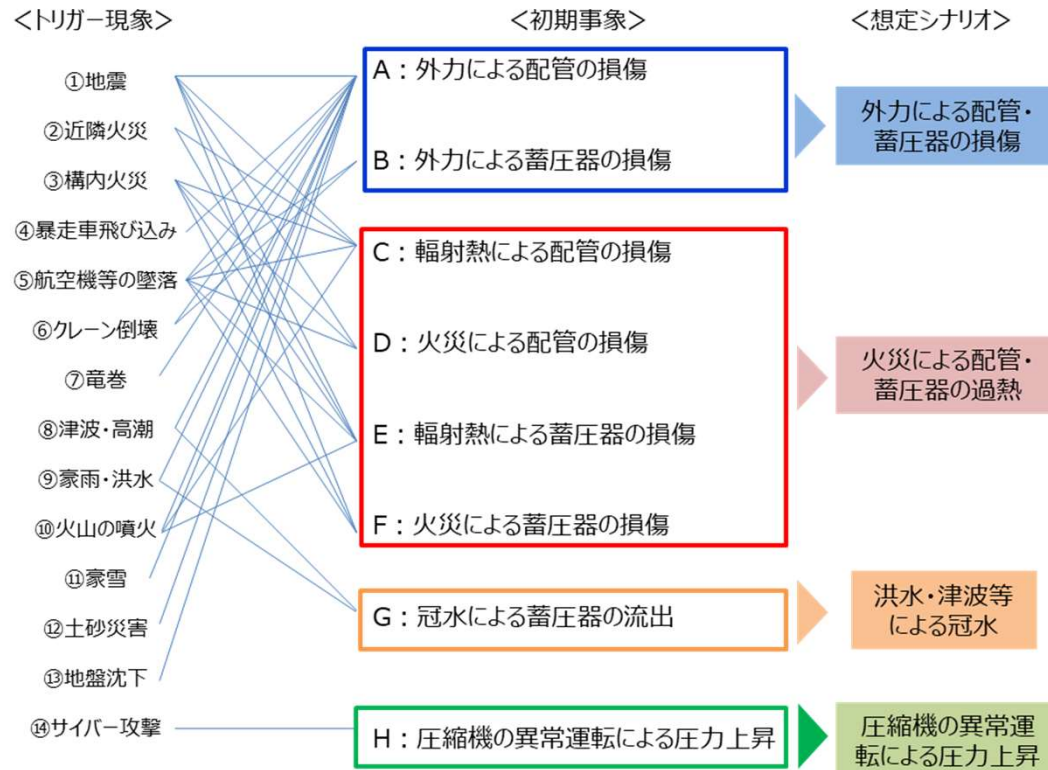 ＜トリガー現象＞
①地震
②近隣火災
③構内火災
④暴走車飛び込み
⑤航空機等の墜落
⑥クレーン倒壊
⑦竜巻
⑧津波・高潮
⑨豪雨・洪水
⑩火山の噴火
⑪豪雪
⑫土砂災害
⑬地盤沈下
⑭サイバー攻撃
＜初期事象＞
A：外力による配管の損傷
B：外力による蓄圧器の損傷
C：輻射熱による配管の損傷
D：火災による配管の損傷
E：輻射熱による蓄圧器の損傷
F：火災による蓄圧器の損傷
G：冠水による蓄圧器の流出
H：圧縮機の異常運転による圧力上昇
＜想定シナリオ＞
外力による配管・
蓄圧器の損傷
火災による配管・
蓄圧器の過熱
洪水・津波等
による冠水
圧縮機の異常運
転による圧力上昇